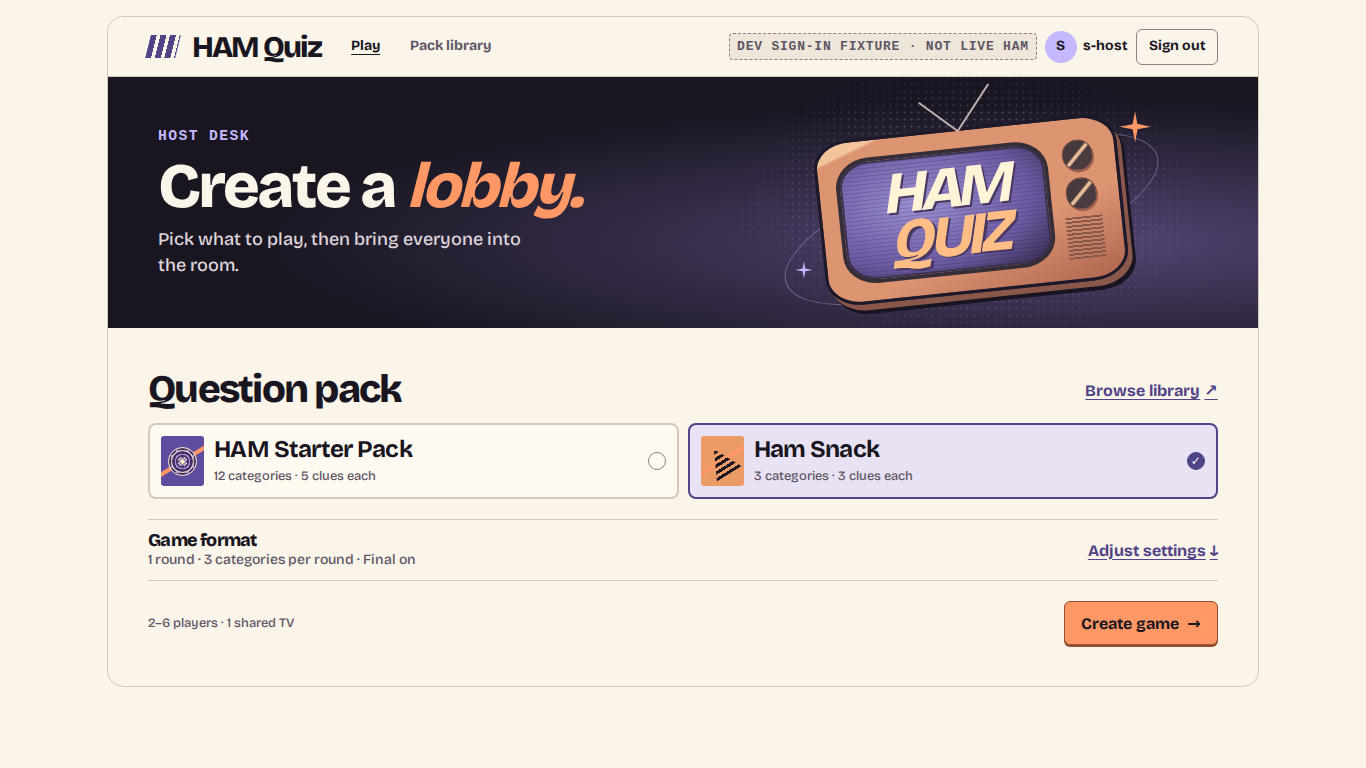 HAM Quiz
Play
Pack library
DEV SIGN-IN FIXTURE · NOT LIVE HAM
S
s-host
Sign out
HOST DESK
Create a lobby.
Pick what to play, then bring everyone into
the room.
HAM
QUIZ
Question pack
Browse library ↗
HAM Starter Pack
12 categories · 5 clues each
Ham Snack
3 categories · 3 clues each
✓
Game format
1 round · 3 categories per round · Final on
Adjust settings ↓
2–6 players · 1 shared TV
Create game →